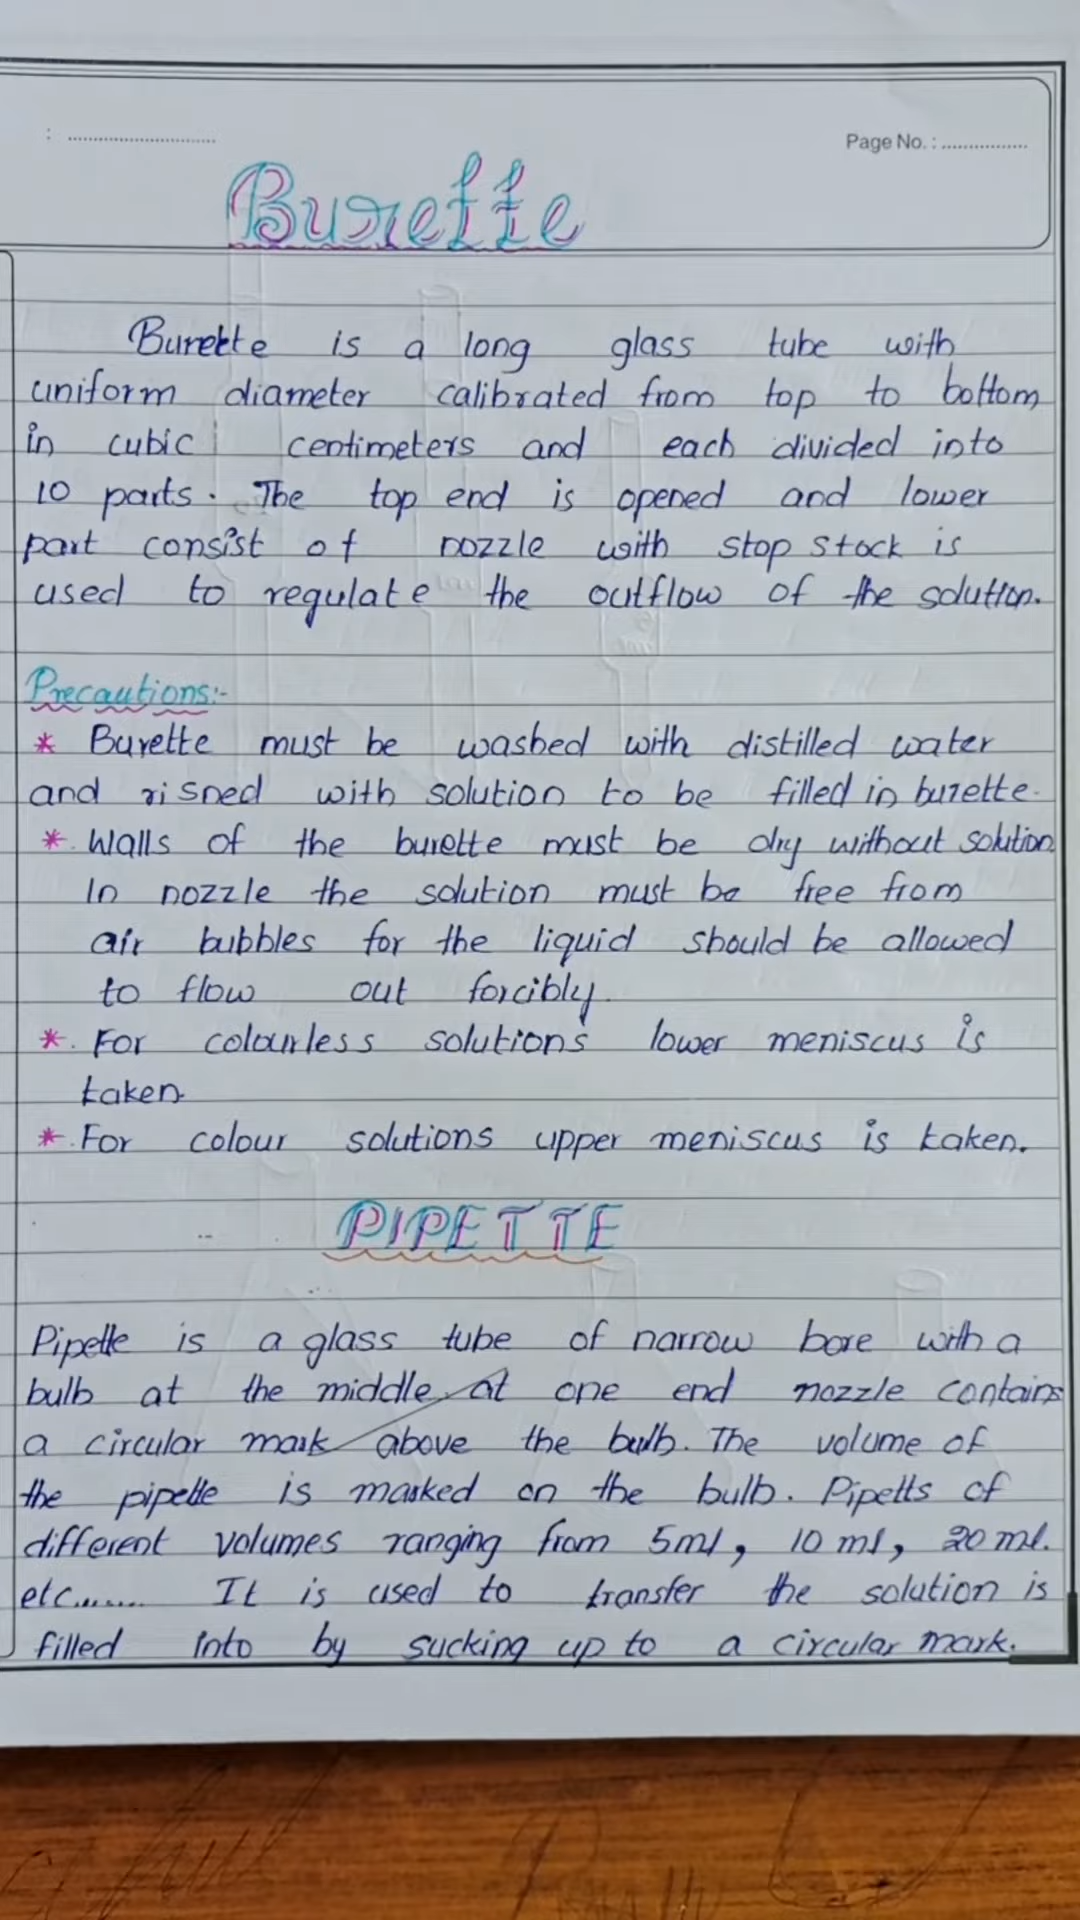 : ............................
Page No. : ................
Burette
Burette is a long glass tube with
uniform diameter calibrated from top to bottom
in cubic centimeters and each divided into
10 parts. The top end is opened and lower
part consist of nozzle with stop stock is
used to regulate the outflow of the solution.
Precautions:-
* Burette must be washed with distilled water
and risned with solution to be filled in burette.
* Walls of the burette must be dry without solution
In nozzle the solution must be free from
air bubbles for the liquid should be allowed
to flow out forcibly.
* For colourless solutions lower meniscus is
taken.
* For colour solutions upper meniscus is taken.
PIPETTE
Pipette is a glass tube of narrow bore with a
bulb at the middle at one end nozzle contains
a circular mark above the bulb. The volume of
the pipette is marked on the bulb. Pipetts of
different volumes ranging from 5ml, 10 ml, 20 ml.
etc....... It is used to transfer the solution is
filled into by sucking up to a circular mark.